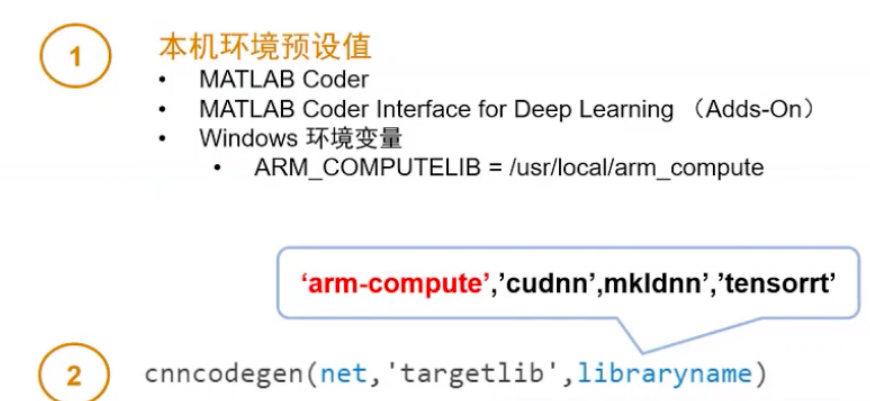 1
本机环境预设值
• MATLAB Coder
• MATLAB Coder Interface for Deep Learning （Adds-On）
• Windows 环境变量
• ARM_COMPUTELIB = /usr/local/arm_compute
‘arm-compute’,’cudnn’,mkldnn’,’tensorrt’
2
cnncodegen(net,'targetlib',libraryname)